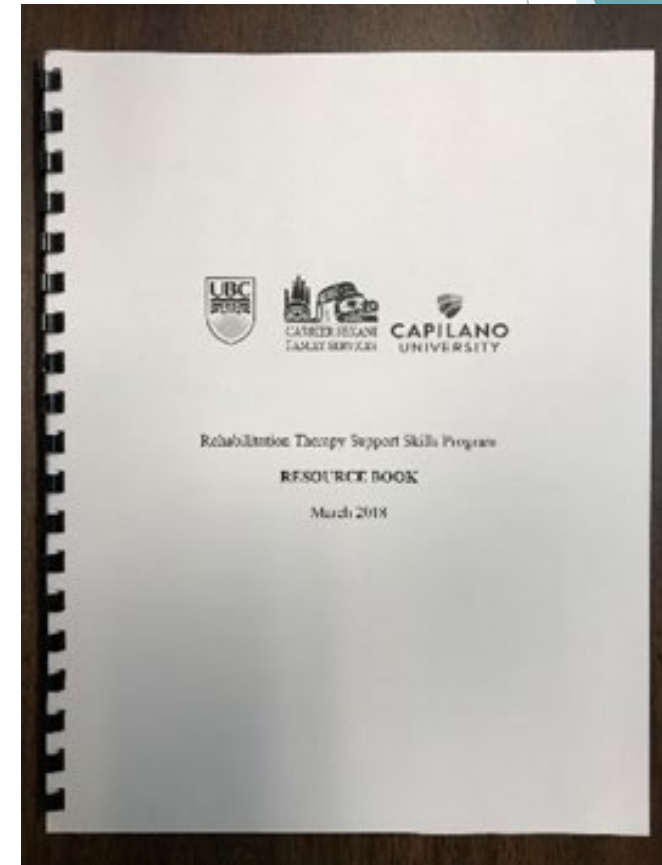 UBC
CARRIER SEKANI
FAMILY SERVICES
CAPILANO
UNIVERSITY
Rehabilitation Therapy Support Skills Program
RESOURCE BOOK
March 2018